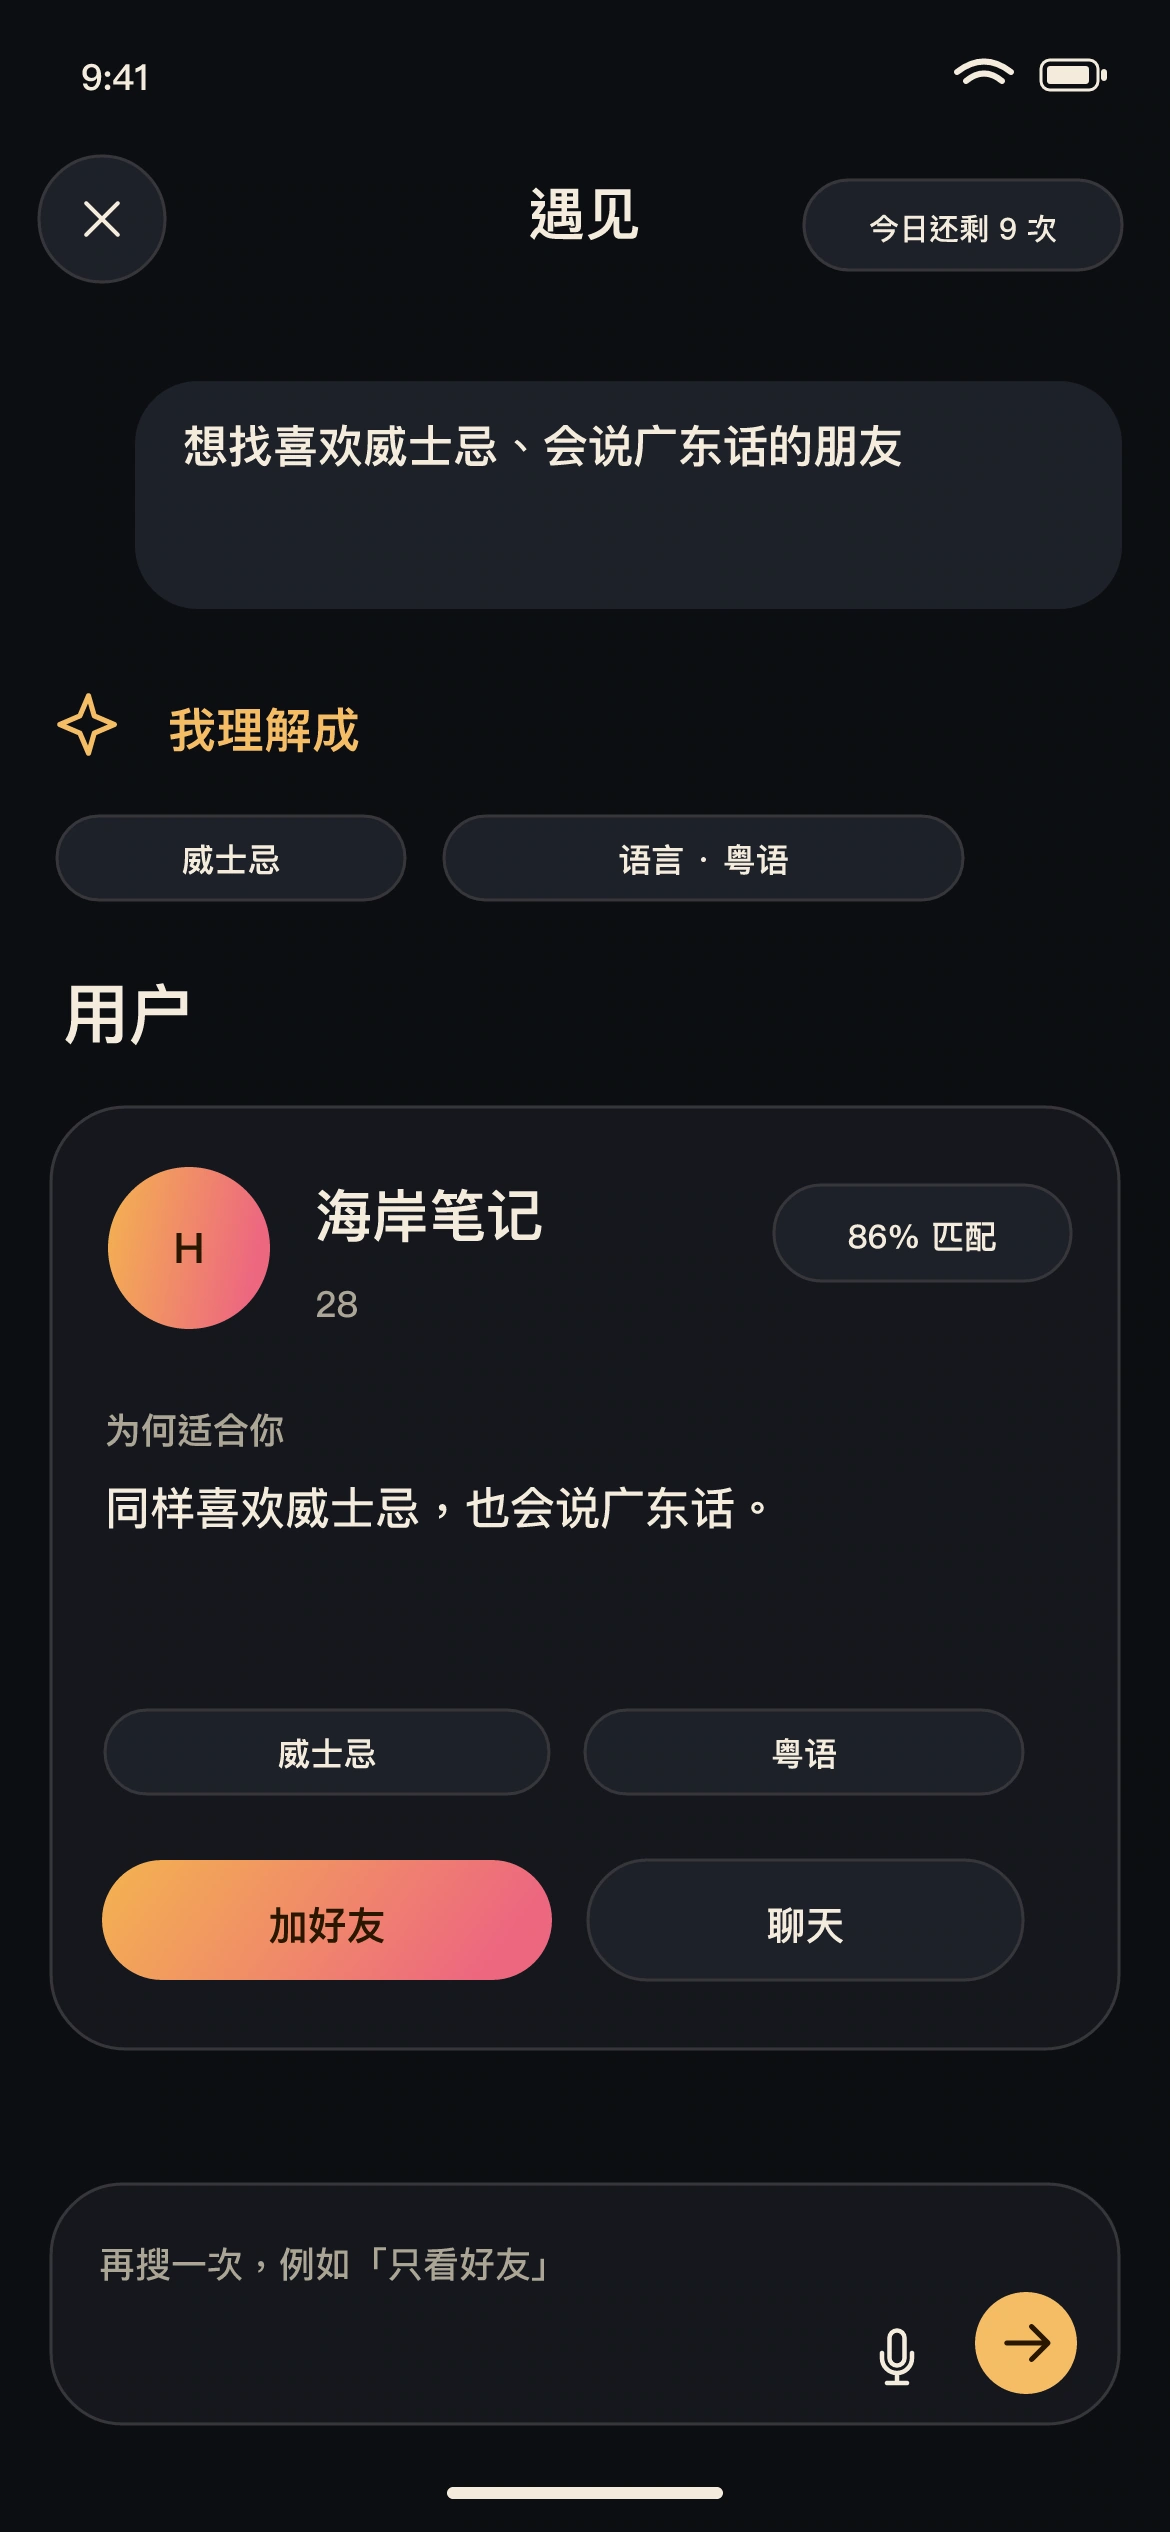 9:41
遇见
今日还剩 9 次
想找喜欢威士忌、会说广东话的朋友
我理解成
威士忌
语言 · 粤语
用户
H
海岸笔记
86% 匹配
28
为何适合你
同样喜欢威士忌，也会说广东话。
威士忌
粤语
加好友
聊天
再搜一次，例如「只看好友」